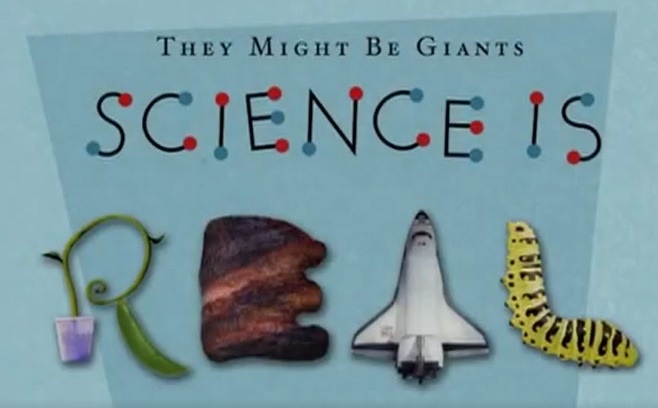 THEY MIGHT BE GIANTS
SCIENCE IS
REAL